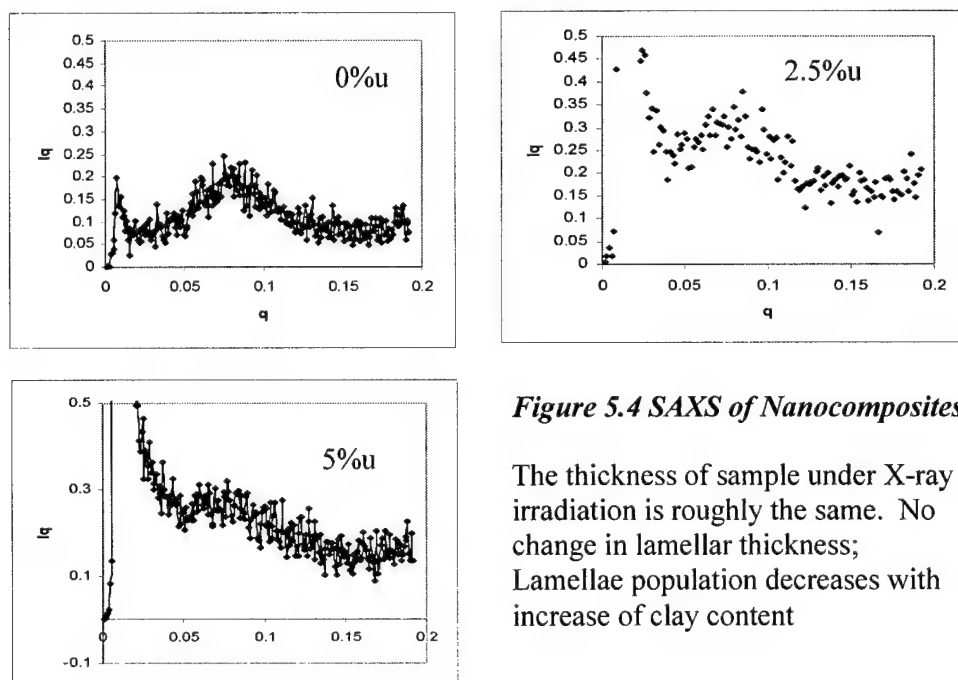 0.5
0.45
0.4
0.35
0.3
0.25
0.2
0.15
0.1
0.05
0
Iq
0%u
0 0.05 0.1 0.15 0.2
q
0.5
0.45
0.4
0.35
0.3
0.25
0.2
0.15
0.1
0.05
0
Iq
2.5%u
0 0.05 0.1 0.15 0.2
q
0.5
0.3
0.1
-0.1
Iq
5%u
0 0.05 0.1 0.15 0.2
Figure 5.4 SAXS of Nanocomposites
The thickness of sample under X-ray
irradiation is roughly the same. No
change in lamellar thickness;
Lamellae population decreases with
increase of clay content